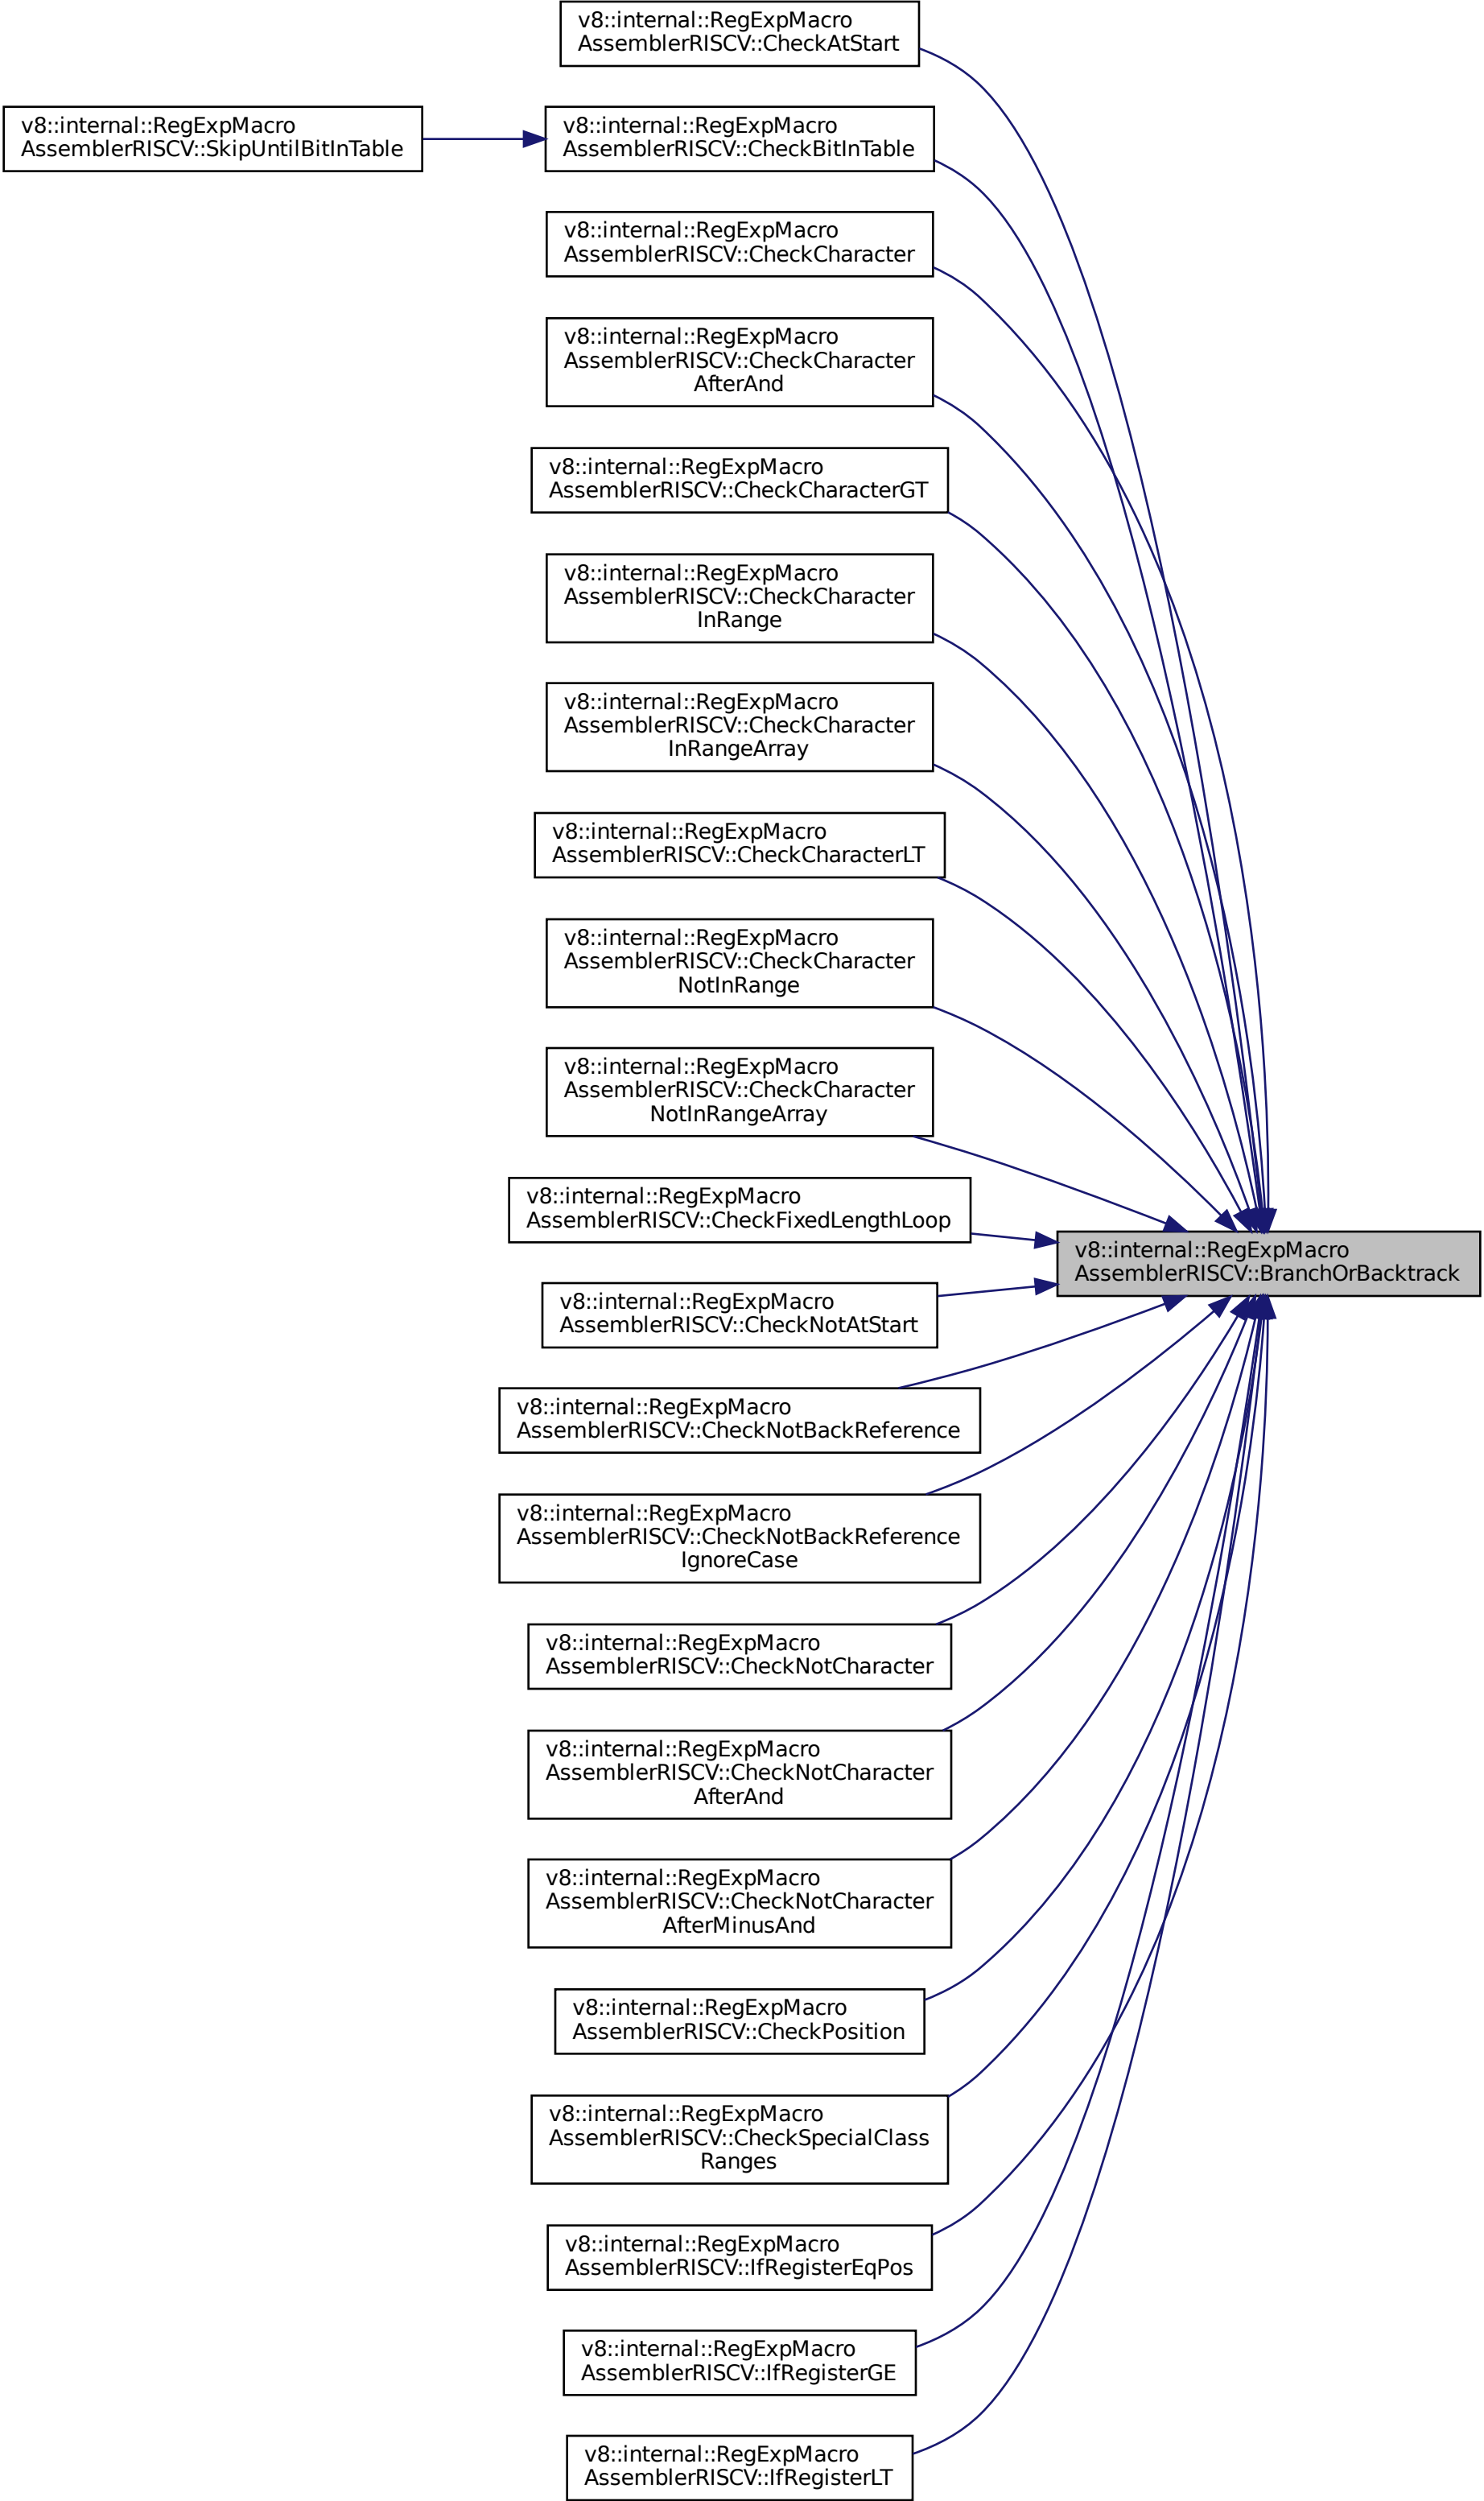 v8::internal::RegExpMacro
AssemblerRISCV::CheckAtStart
v8::internal::RegExpMacro
AssemblerRISCV::SkipUntilBitInTable
v8::internal::RegExpMacro
AssemblerRISCV::CheckBitInTable
v8::internal::RegExpMacro
AssemblerRISCV::CheckCharacter
v8::internal::RegExpMacro
AssemblerRISCV::CheckCharacter
AfterAnd
v8::internal::RegExpMacro
AssemblerRISCV::CheckCharacterGT
v8::internal::RegExpMacro
AssemblerRISCV::CheckCharacter
InRange
v8::internal::RegExpMacro
AssemblerRISCV::CheckCharacter
InRangeArray
v8::internal::RegExpMacro
AssemblerRISCV::CheckCharacterLT
v8::internal::RegExpMacro
AssemblerRISCV::CheckCharacter
NotInRange
v8::internal::RegExpMacro
AssemblerRISCV::CheckCharacter
NotInRangeArray
v8::internal::RegExpMacro
AssemblerRISCV::CheckFixedLengthLoop
v8::internal::RegExpMacro
AssemblerRISCV::BranchOrBacktrack
v8::internal::RegExpMacro
AssemblerRISCV::CheckNotAtStart
v8::internal::RegExpMacro
AssemblerRISCV::CheckNotBackReference
v8::internal::RegExpMacro
AssemblerRISCV::CheckNotBackReference
IgnoreCase
v8::internal::RegExpMacro
AssemblerRISCV::CheckNotCharacter
v8::internal::RegExpMacro
AssemblerRISCV::CheckNotCharacter
AfterAnd
v8::internal::RegExpMacro
AssemblerRISCV::CheckNotCharacter
AfterMinusAnd
v8::internal::RegExpMacro
AssemblerRISCV::CheckPosition
v8::internal::RegExpMacro
AssemblerRISCV::CheckSpecialClass
Ranges
v8::internal::RegExpMacro
AssemblerRISCV::IfRegisterEqPos
v8::internal::RegExpMacro
AssemblerRISCV::IfRegisterGE
v8::internal::RegExpMacro
AssemblerRISCV::IfRegisterLT